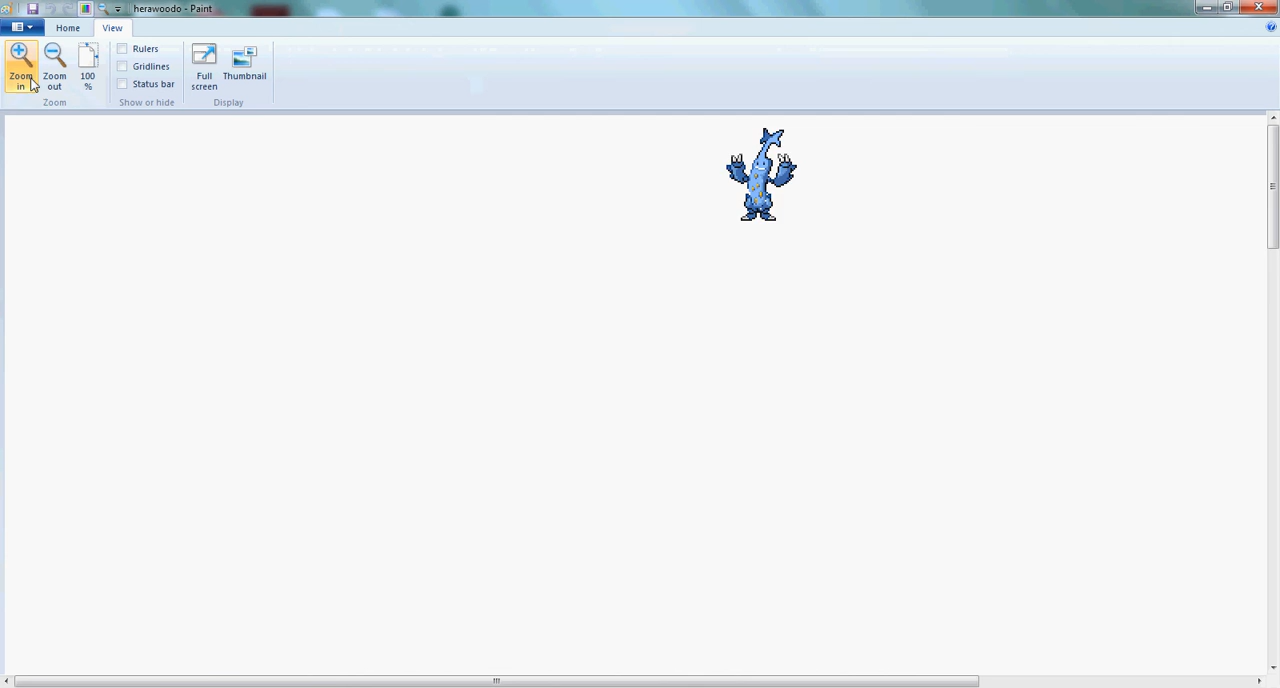 herawoodo - Paint
Home View
Zoom in
Zoom out
100 %
Zoom
Rulers
Gridlines
Status bar
Show or hide
Full screen
Thumbnail
Display